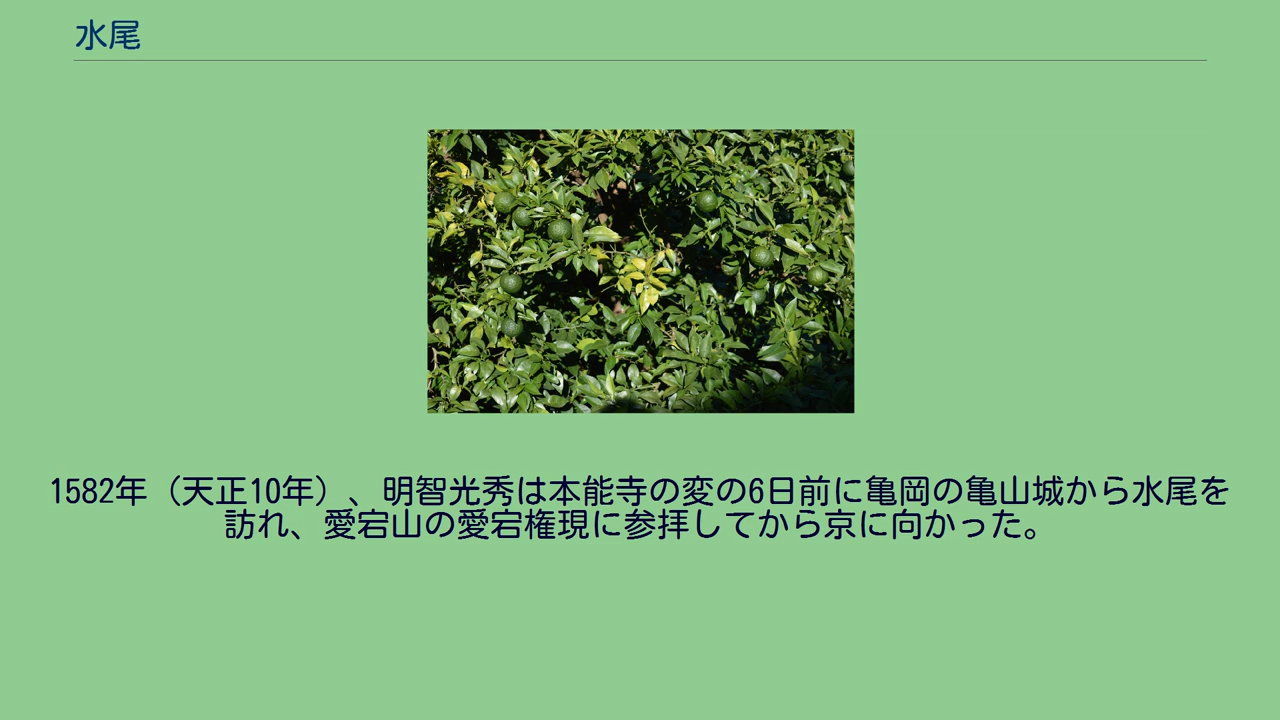 水尾
1582年（天正10年）、明智光秀は本能寺の変の6日前に亀岡の亀山城から水尾を
訪れ、愛宕山の愛宕権現に参拝してから京に向かった。